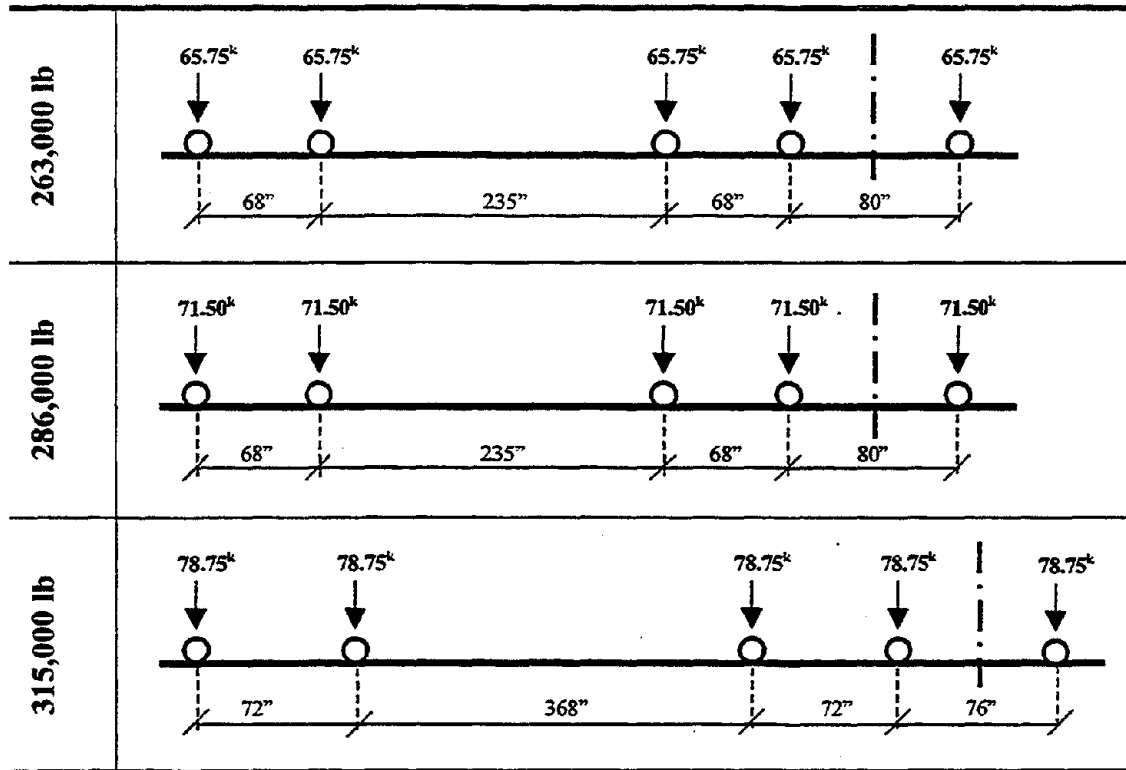 263,000 lb
65.75ᵏ 65.75ᵏ 65.75ᵏ 65.75ᵏ 65.75ᵏ
68” 235” 68” 80”
286,000 lb
71.50ᵏ 71.50ᵏ 71.50ᵏ 71.50ᵏ 71.50ᵏ
68” 235” 68” 80”
315,000 lb
78.75ᵏ 78.75ᵏ 78.75ᵏ 78.75ᵏ 78.75ᵏ
72” 368” 72” 76”